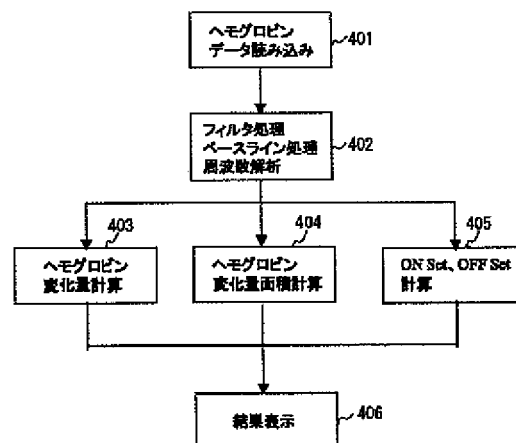 ヘモグロビン
データ読み込み
401
フィルタ処理
ベースライン処理
周波数解析
402
403
ヘモグロビン
変化量計算
404
ヘモグロビン
変化量面積計算
405
ON Set、OFF Set
計算
結果表示
406